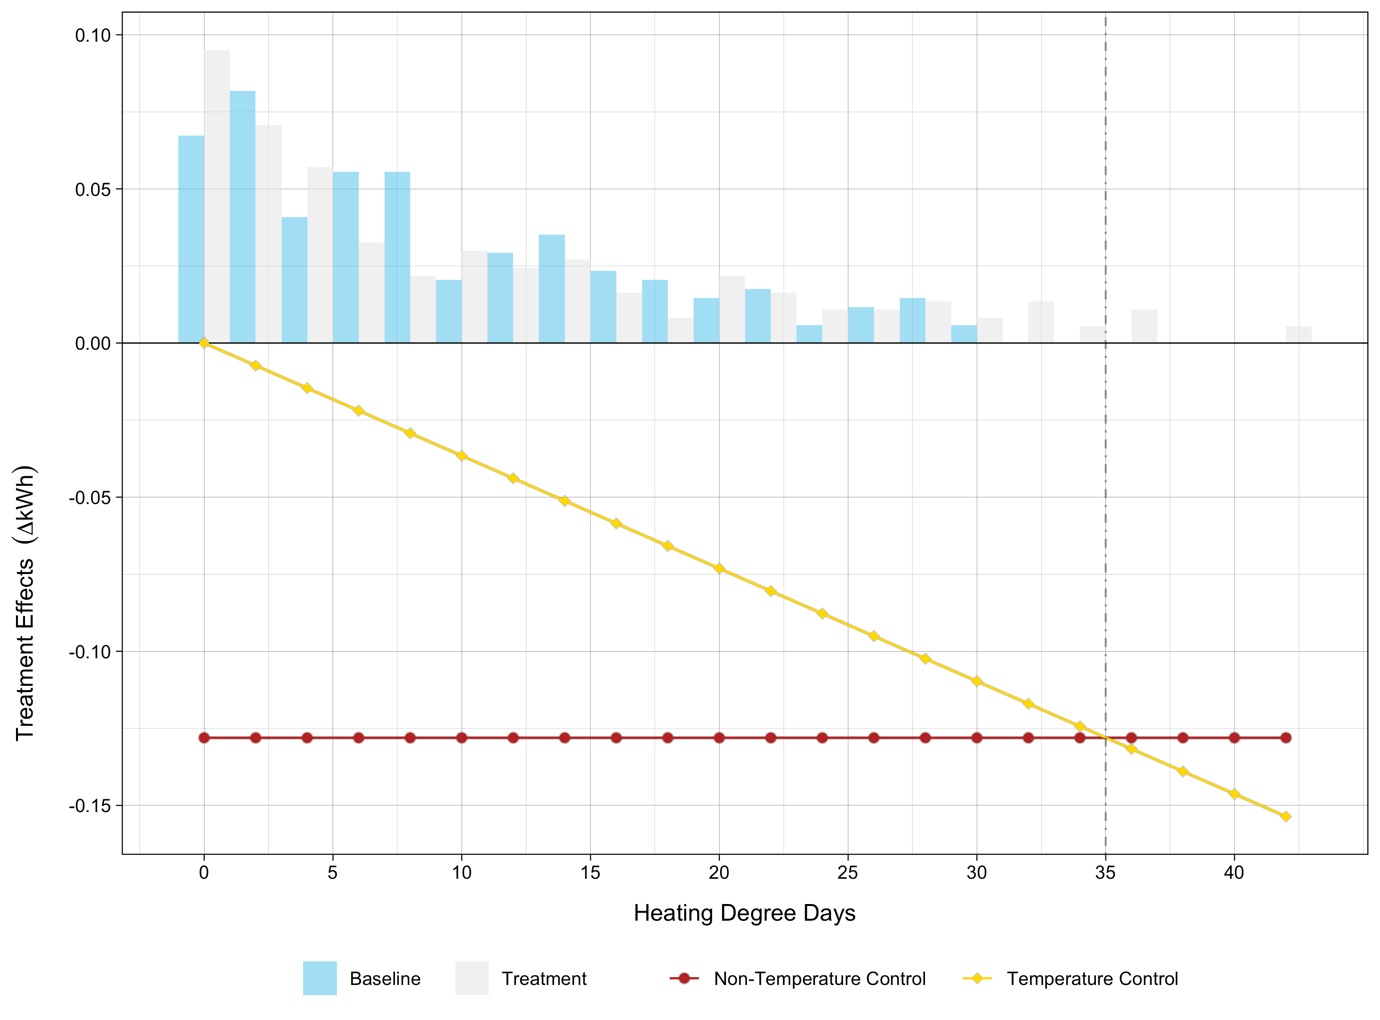 0.10
0.05
0.00
-0.05
-0.10
-0.15
Treatment Effects (ΔkWh)
0 5 10 15 20 25 30 35 40
Heating Degree Days
Baseline Treatment Non-Temperature Control Temperature Control